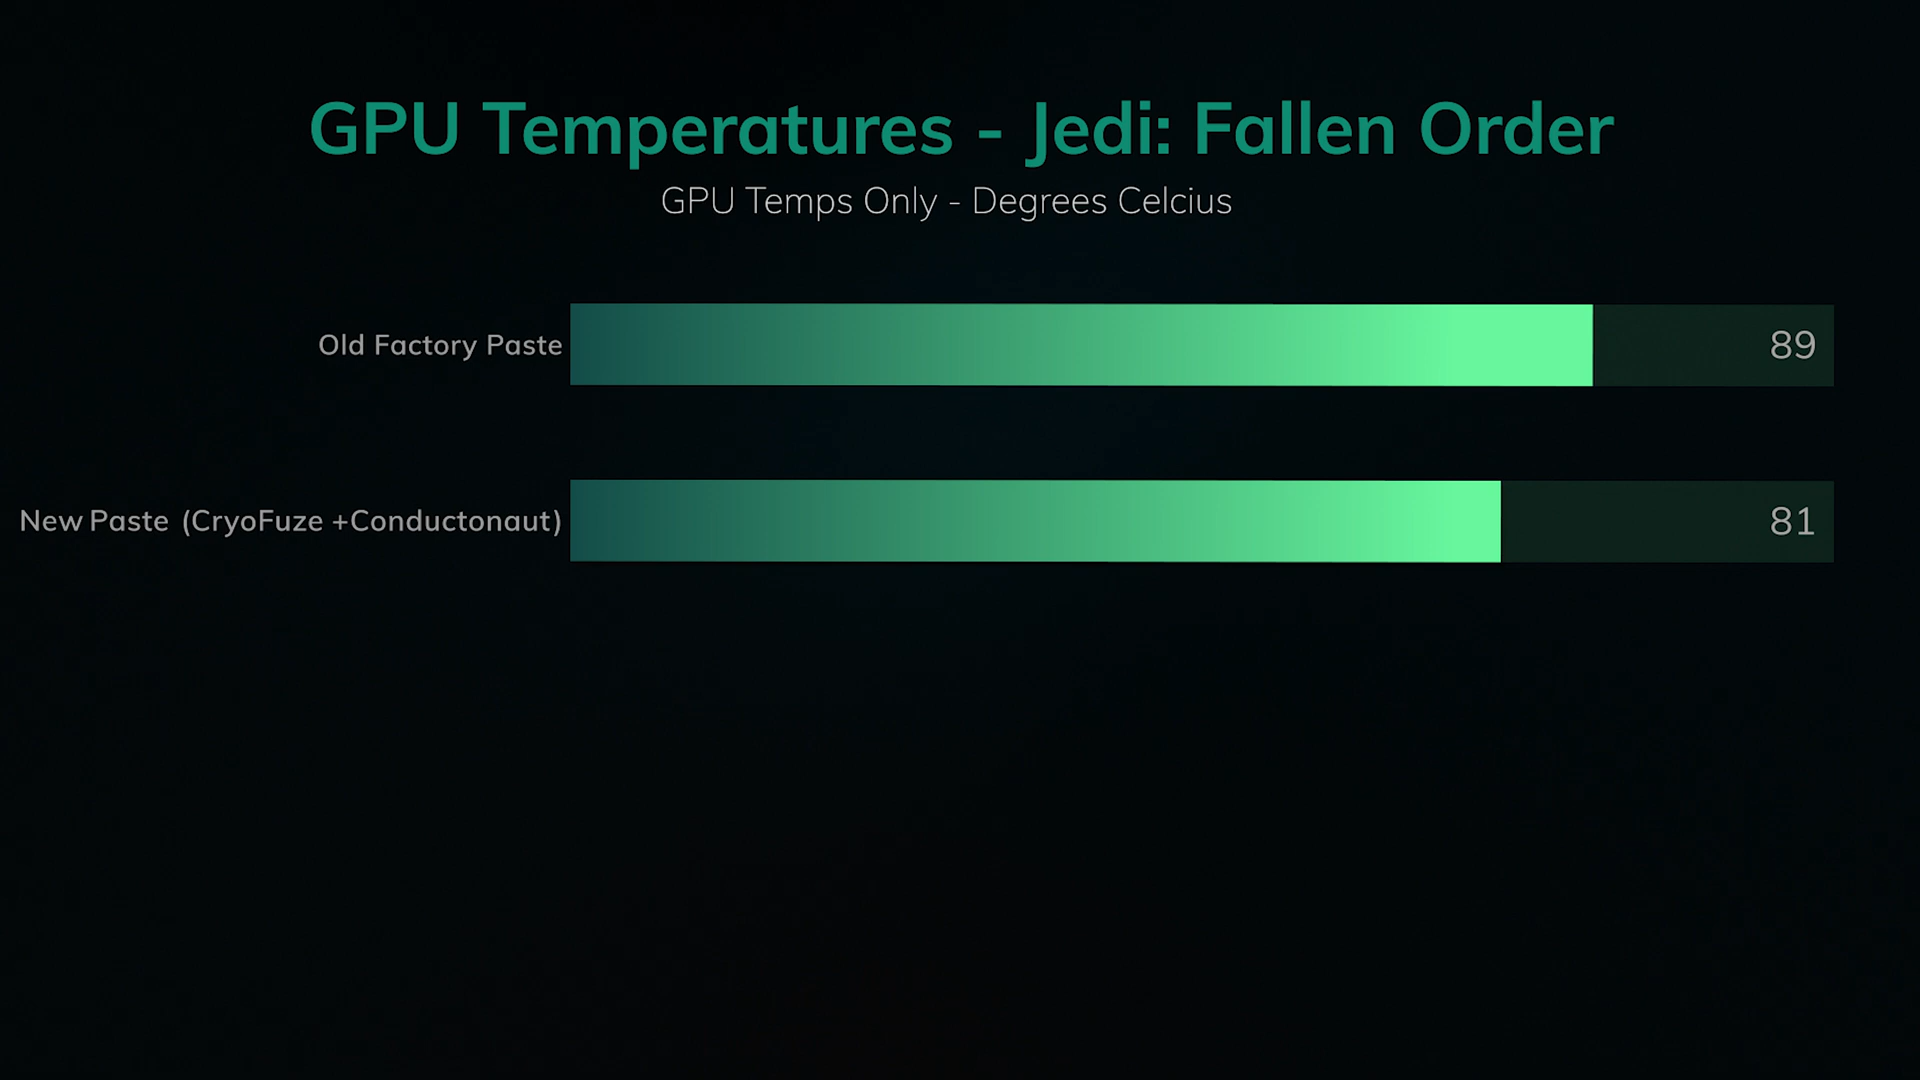 GPU Temperatures - Jedi: Fallen Order
GPU Temps Only - Degrees Celcius
Old Factory Paste 89
New Paste (CryoFuze +Conductonaut) 81